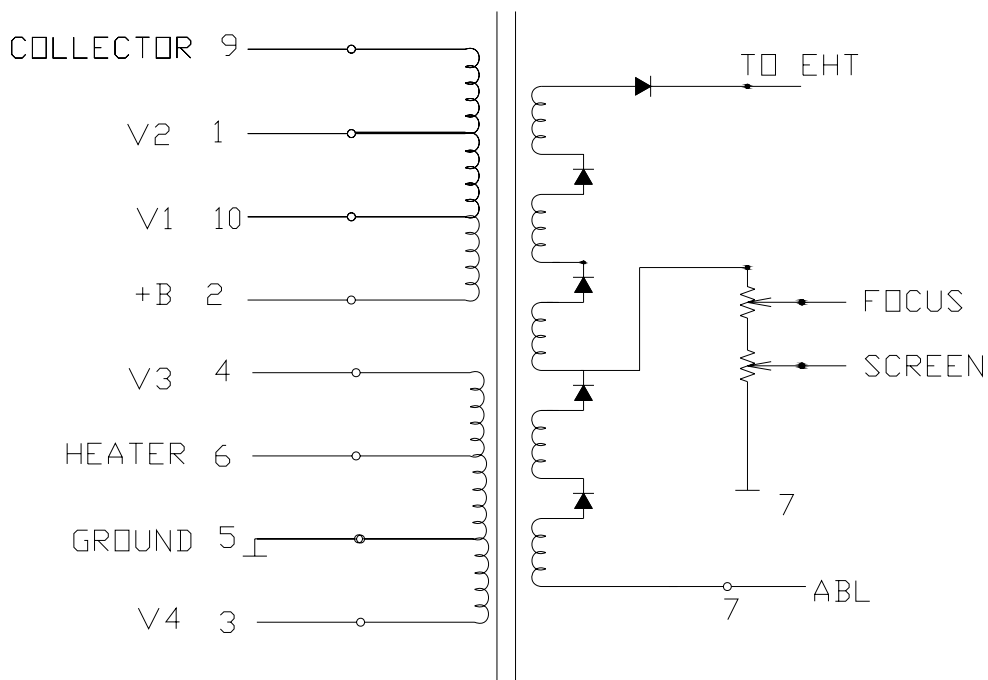 COLLECTOR 9
TO EHT
V2 1
V1 10
+B 2
FOCUS
V3 4
SCREEN
HEATER 6
7
GROUND 5
ABL
7
V4 3